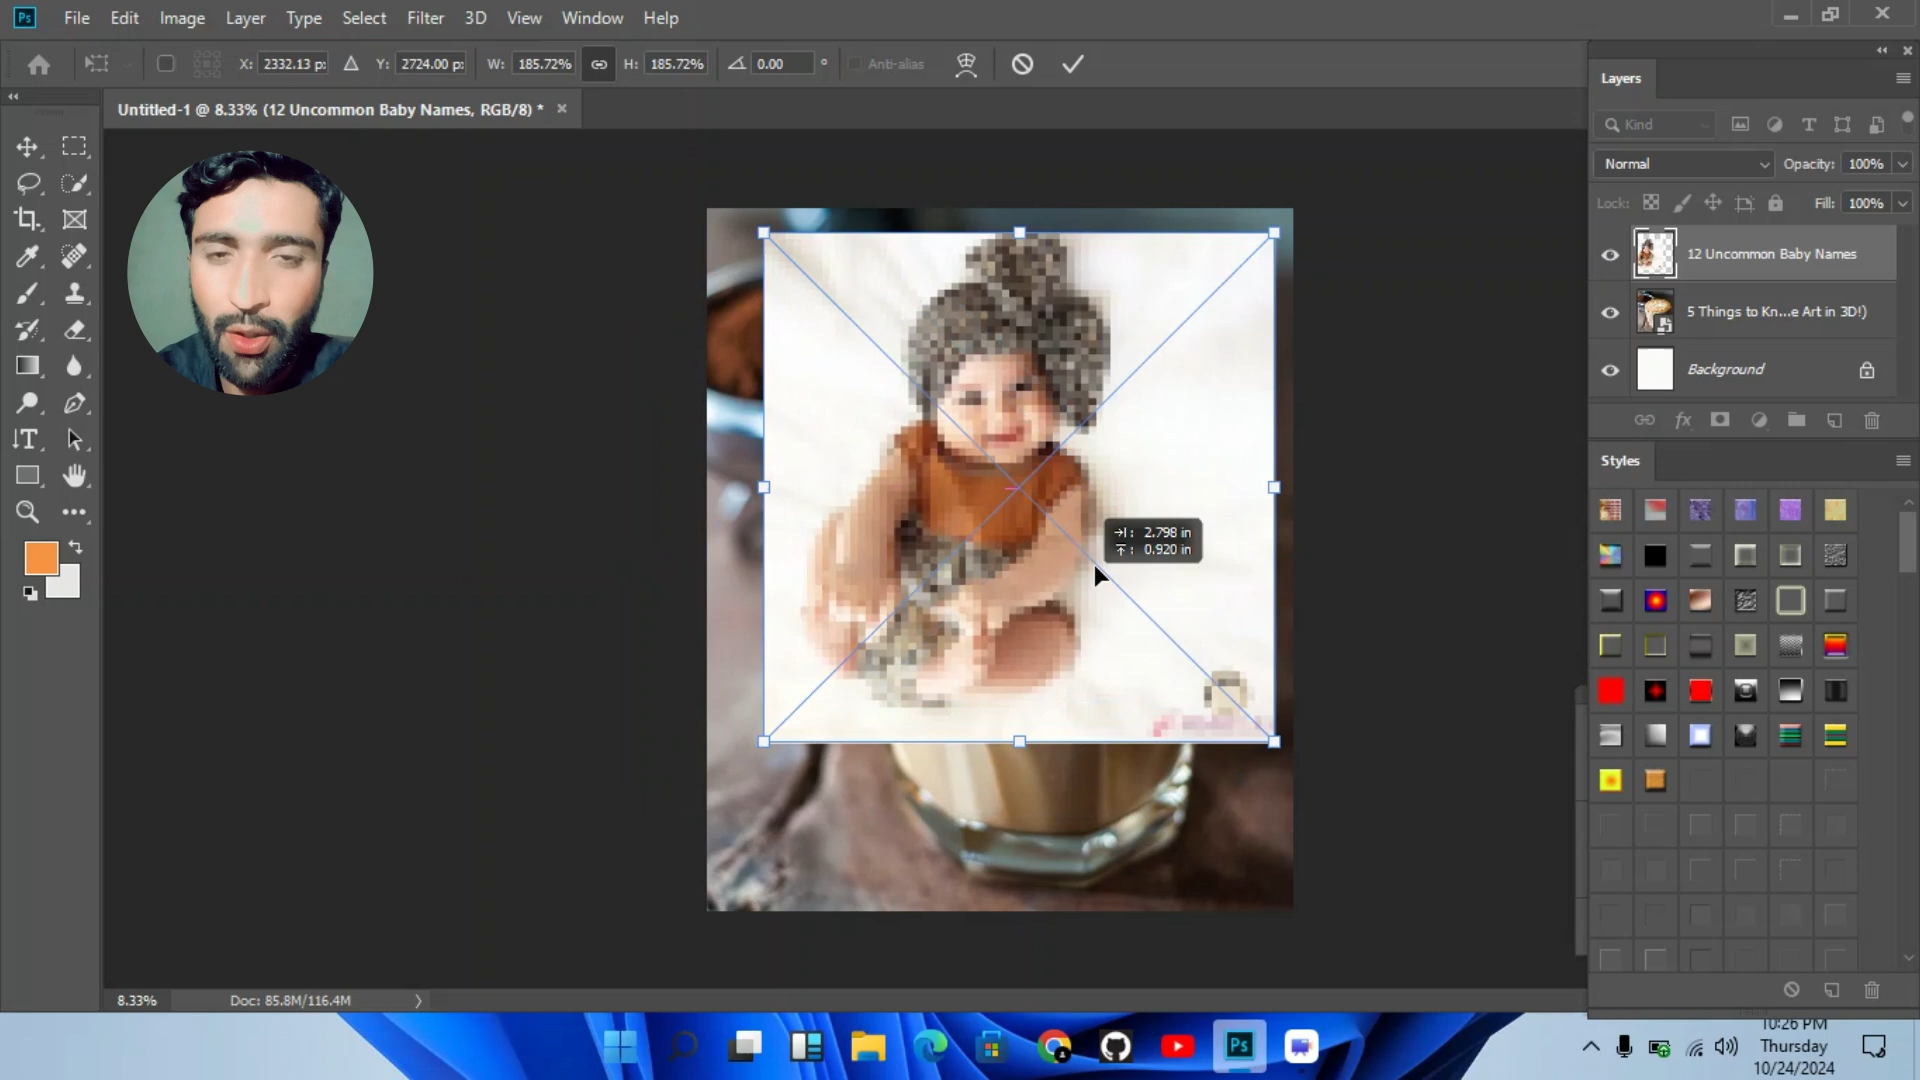 Ps File Edit Image Layer Type Select Filter 3D View Window Help
X: 2332.13 p: Y: 2724.00 p: W: 185.72% H: 185.72% 0.00 ° Anti-alias
Untitled-1 @ 8.33% (12 Uncommon Baby Names, RGB/8) *
Layers
Kind
Normal Opacity: 100%
Lock: Fill: 100%
12 Uncommon Baby Names
5 Things to Kn...e Art in 3D!)
Background
Styles
2.798 in
0.920 in
8.33% Doc: 85.8M/116.4M
Ps
10:26 PM
Thursday
10/24/2024